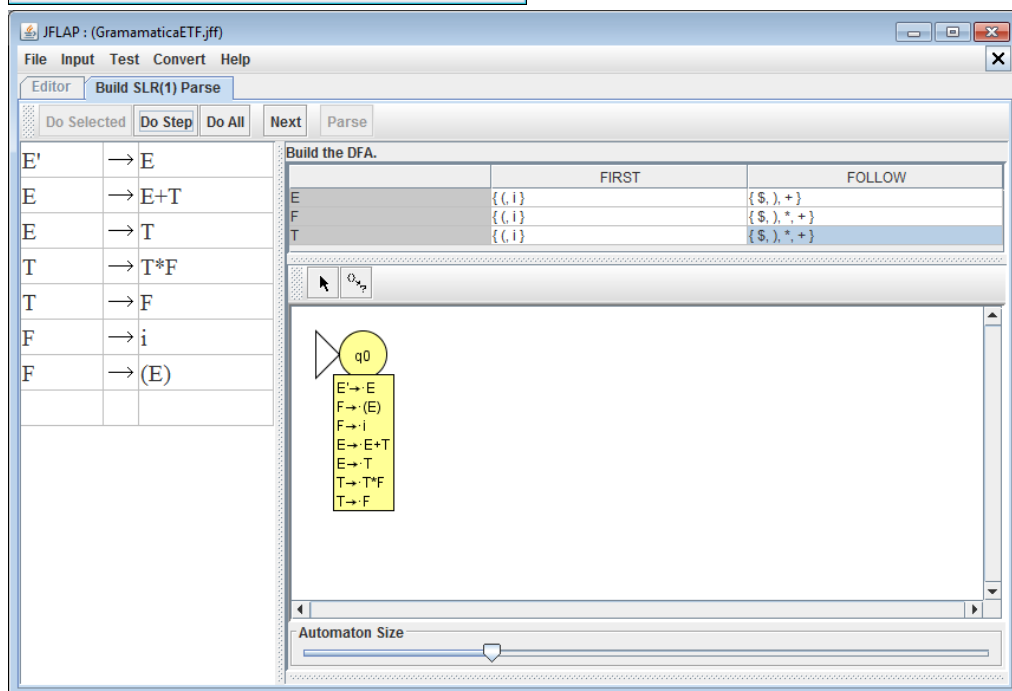 JFLAP : (GramamaticaETF.jff)
File Input Test Convert Help
Editor Build SLR(1) Parse
Do Selected Do Step Do All Next Parse
E' → E
E → E+T
E → T
T → T*F
T → F
F → i
F → (E)
Build the DFA.
FIRST FOLLOW
E { (, i } { $, ), + }
F { (, i } { $, ), *, + }
T { (, i } { $, ), *, + }
q0
E'→·E
F→·(E)
F→·i
E→·E+T
E→·T
T→·T*F
T→·F
Automaton Size